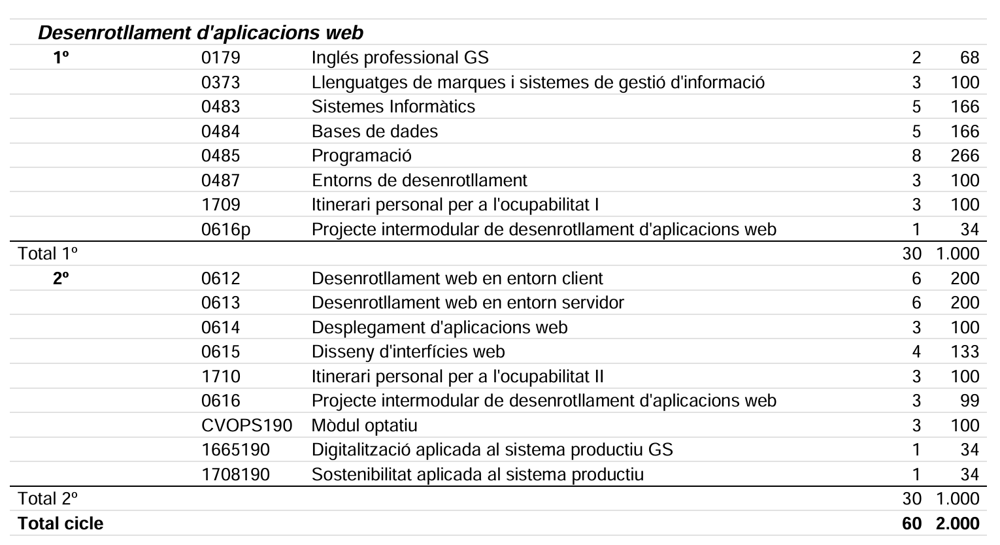 Desenrotllament d'aplicacions web
1º 0179 Inglés professional GS 2 68
0373 Llenguatges de marques i sistemes de gestió d'informació 3 100
0483 Sistemes Informàtics 5 166
0484 Bases de dades 5 166
0485 Programació 8 266
0487 Entorns de desenrotllament 3 100
1709 Itinerari personal per a l'ocupabilitat I 3 100
0616p Projecte intermodular de desenrotllament d'aplicacions web 1 34
Total 1º 30 1.000
2º 0612 Desenrotllament web en entorn client 6 200
0613 Desenrotllament web en entorn servidor 6 200
0614 Desplegament d'aplicacions web 3 100
0615 Disseny d'interfícies web 4 133
1710 Itinerari personal per a l'ocupabilitat II 3 100
0616 Projecte intermodular de desenrotllament d'aplicacions web 3 99
CVOPS190 Mòdul optatiu 3 100
1665190 Digitalització aplicada al sistema productiu GS 1 34
1708190 Sostenibilitat aplicada al sistema productiu 1 34
Total 2º 30 1.000
Total cicle 60 2.000